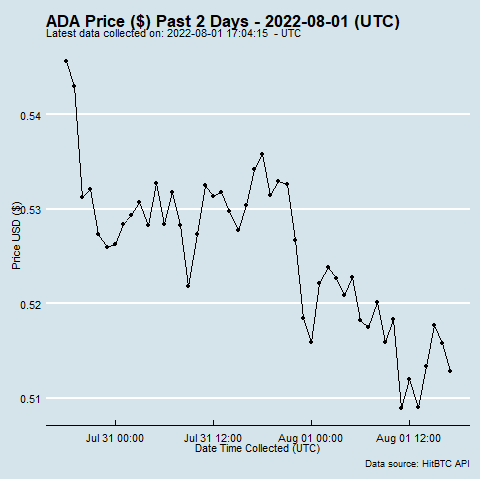 ADA Price ($) Past 2 Days - 2022-08-01 (UTC)
Latest data collected on: 2022-08-01 17:04:15  - UTC
0.54
0.53
0.52
0.51
Price USD ($)
Jul 31 00:00
Jul 31 12:00
Aug 01 00:00
Aug 01 12:00
Date Time Collected (UTC)
Data source: HitBTC API